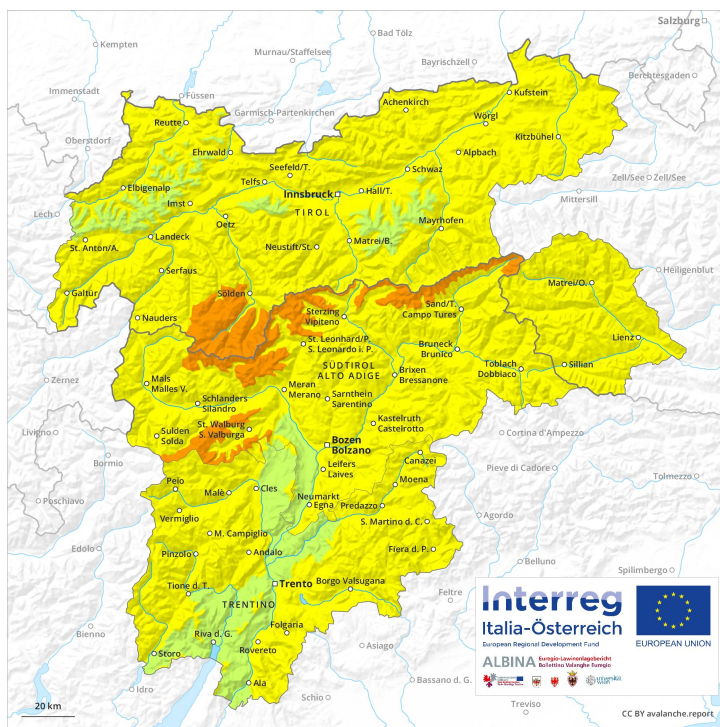 Salzburg
Kempten
Bad Tölz
Murnau/Staffelsee
Bayrischzell
Berchtesgaden
Immenstadt
Füssen
Kufstein
Achenkirch
Garmisch-Partenkirchen
Reutte
Wörgl
Oberstdorf
Kitzbühel
Ehrwald
Alpbach
Seefeld/T.
Schwaz
Zell/See
Zell/See
Elbigenalp
Telfs
Innsbruck
Hall/T.
Mittersill
Lech
Imst
TIROL
Mayrhofen
Oetz
St. Anton/A.
Landeck
Neustift/St.
Matrei/B.
Serfaus
Heiligenblut
Matrei/O.
Galtür
Sölden
Sand/T.
Campo Tures
Nauders
Sterzing
Vipiteno
Lienz
St. Leonhard/P.
S. Leonardo i. P.
Bruneck
Brunico
Toblach
Dobbiaco
Sillian
SÜDTIROL
ALTO ADIGE
Brixen
Bressanone
Zernez
Mals
Malles V.
Meran
Merano
Schlanders
Silandro
Sarnthein
Sarentino
Kastelruth
Castelrotto
St. Walburg
S. Valburga
Livigno
Sulden
Solda
Cortina d'Ampezzo
Bozen
Bolzano
Bormio
Canazei
Pieve di Cadore
Leifers
Laives
Tolmezzo
Peio
Moena
Malè
Cles
Poschiavo
Neumarkt
Egna
Predazzo
Vermiglio
Agordo
S. Martino d. C.
M. Campiglio
Edolo
Pinzolo
Andalo
Fiera d. P.
Belluno
Spilimbergo
Tione d. T.
Trento
Borgo Valsugana
Feltre
TRENTINO
Folgaria
Bienno
Riva d. G.
Rovereto
Asiago
Storo
Ala
Idro
Schio
Bassano d. G.
Treviso
20 km
Interreg
Italia-Österreich
European Regional Development Fund
EUROPEAN UNION
ALBINA
Euregio-Lawinenlagebericht
Bollettino Valanghe Euregio
CC BY avalanche.report